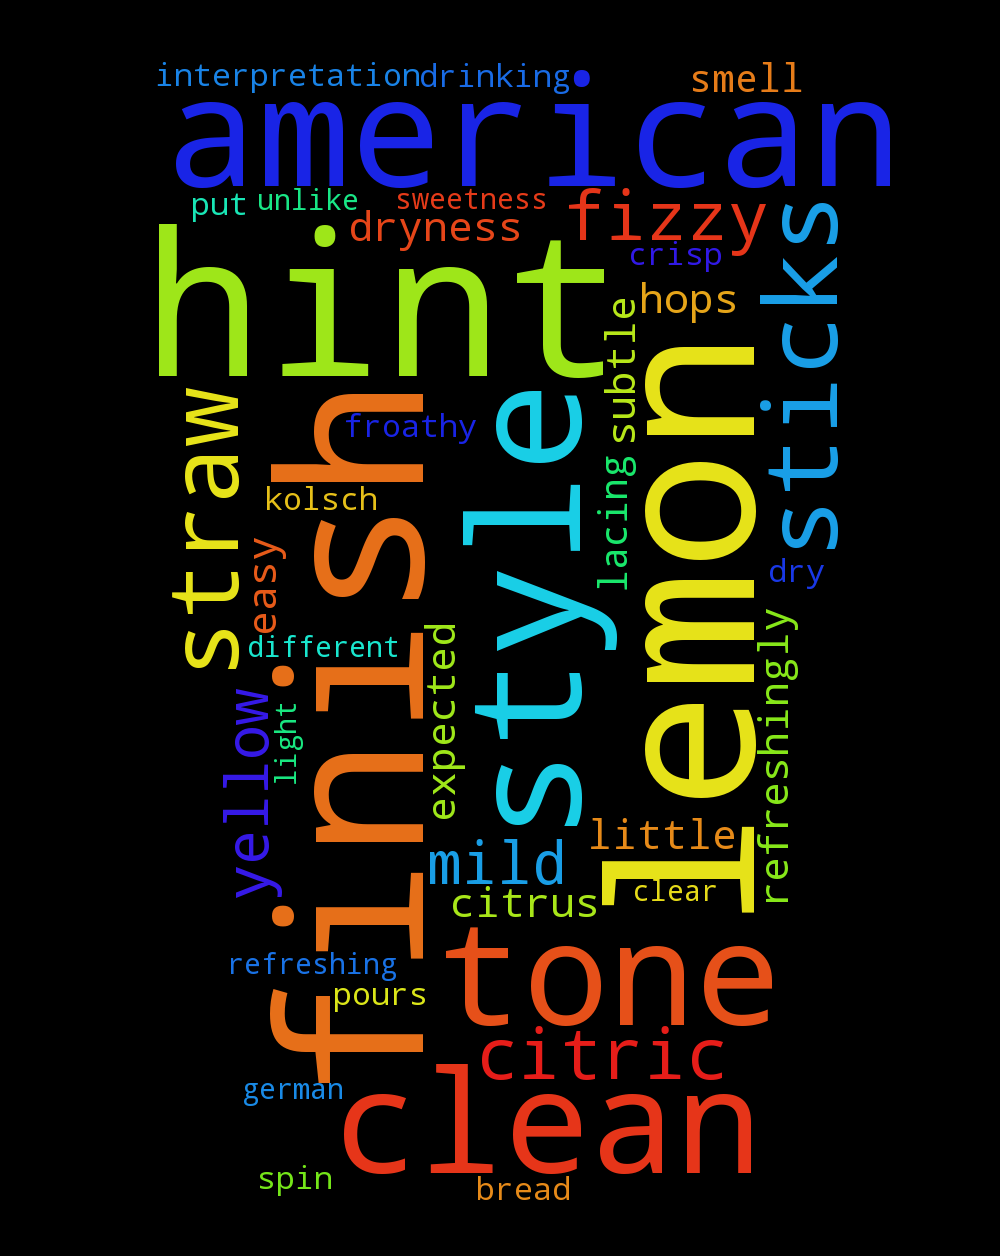 interpretation
drinking
smell
american
put
unlike
sweetness
dryness
fizzy
crisp
hint
hops
sticks
subtle
straw
finish
froathy
style
lemon
kolsch
lacing
easy
dry
different
expected
refreshingly
yellow
light
little
mild
clear
citrus
refreshing
tone
pours
citric
german
clean
spin
bread